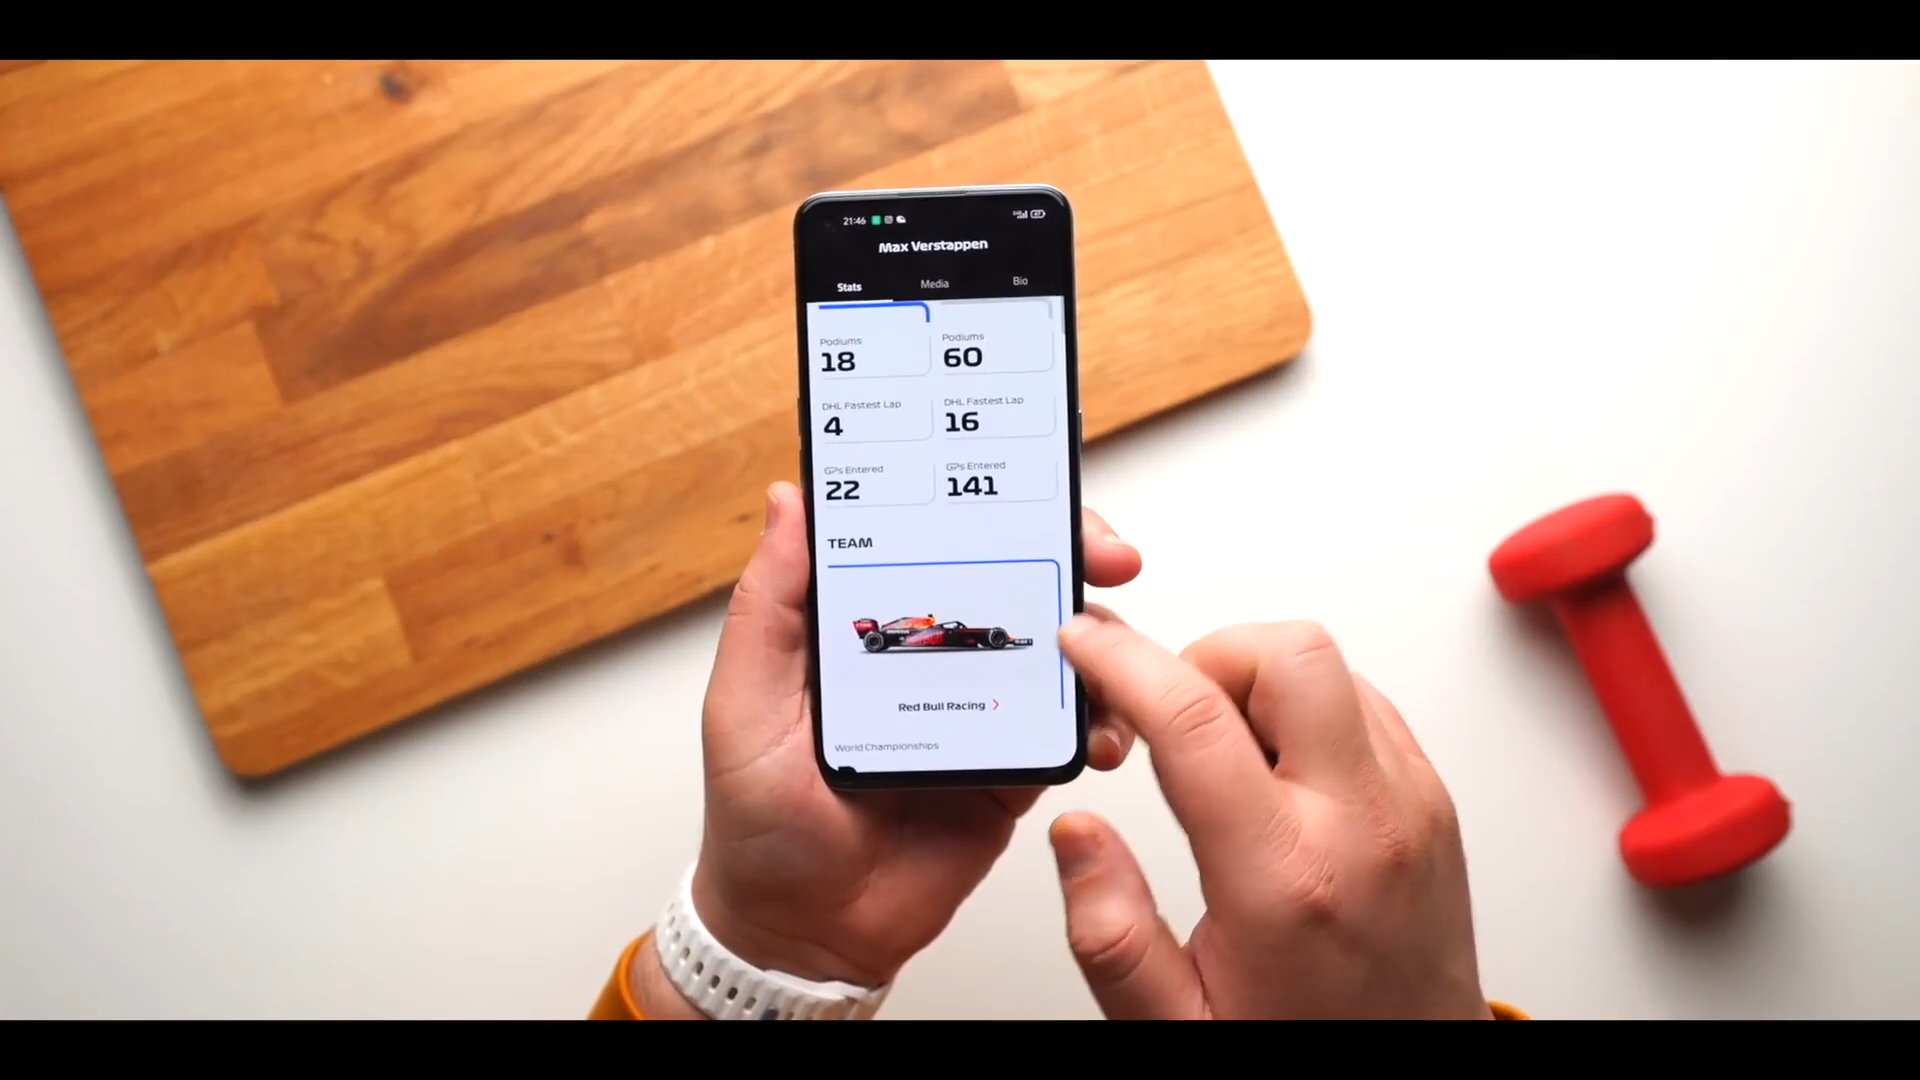 21:46
Max Verstappen
Stats Media Bio
Podiums Podiums
18 60
DHL Fastest Lap DHL Fastest Lap
4 16
GPs Entered GPs Entered
22 141
TEAM
Red Bull Racing >
World Championships